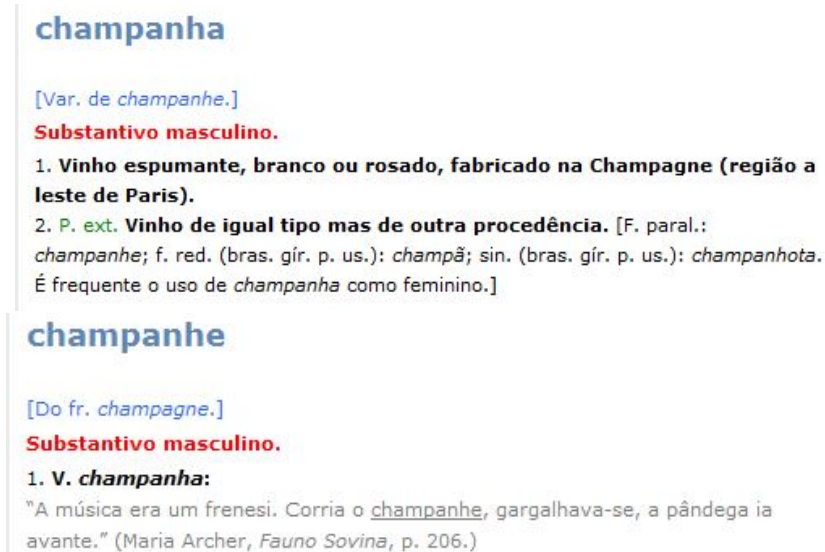 champanha
[Var. de champanhe.]
Substantivo masculino.
1. Vinho espumante, branco ou rosado, fabricado na Champagne (região a
leste de Paris).
2. P. ext. Vinho de igual tipo mas de outra procedência. [F. paral.:
champanhe; f. red. (bras. gír. p. us.): champã; sin. (bras. gír. p. us.): champanhota.
É frequente o uso de champanha como feminino.]
champanhe
[Do fr. champagne.]
Substantivo masculino.
1. V. champanha:
“A música era um frenesi. Corria o champanhe, gargalhava-se, a pândega ia
avante.” (Maria Archer, Fauno Sovina, p. 206.)